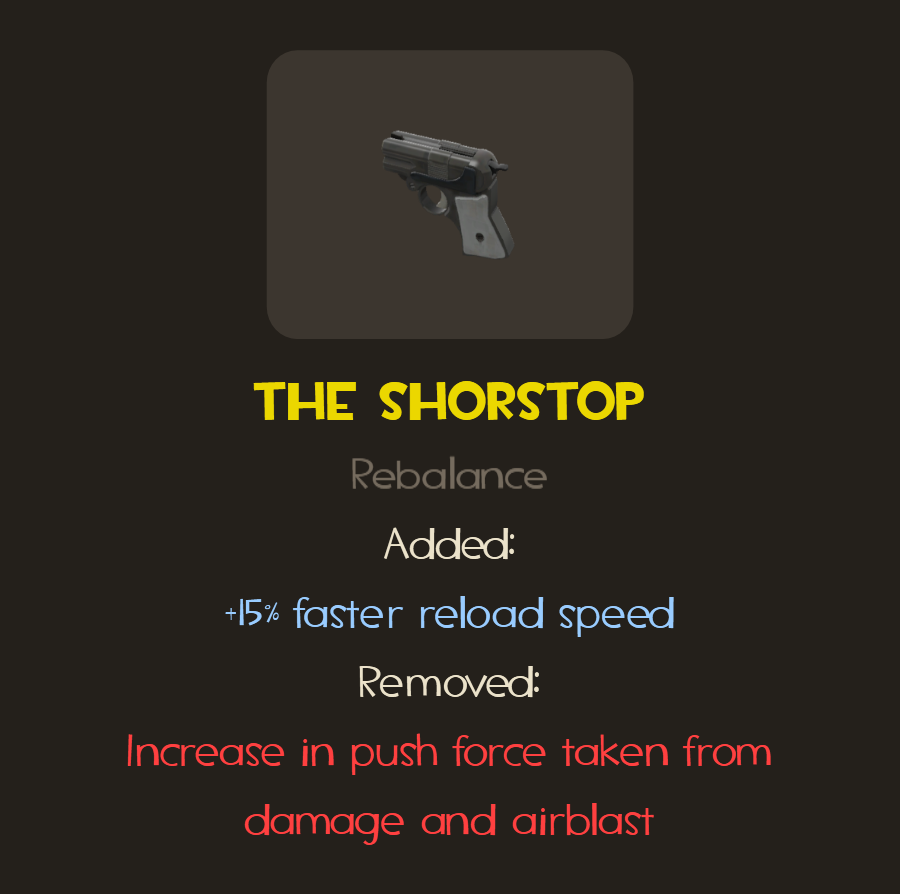 THE SHORSTOP
Rebalance
Added:
+15% faster reload speed
Removed:
Increase in push force taken from
damage and airblast